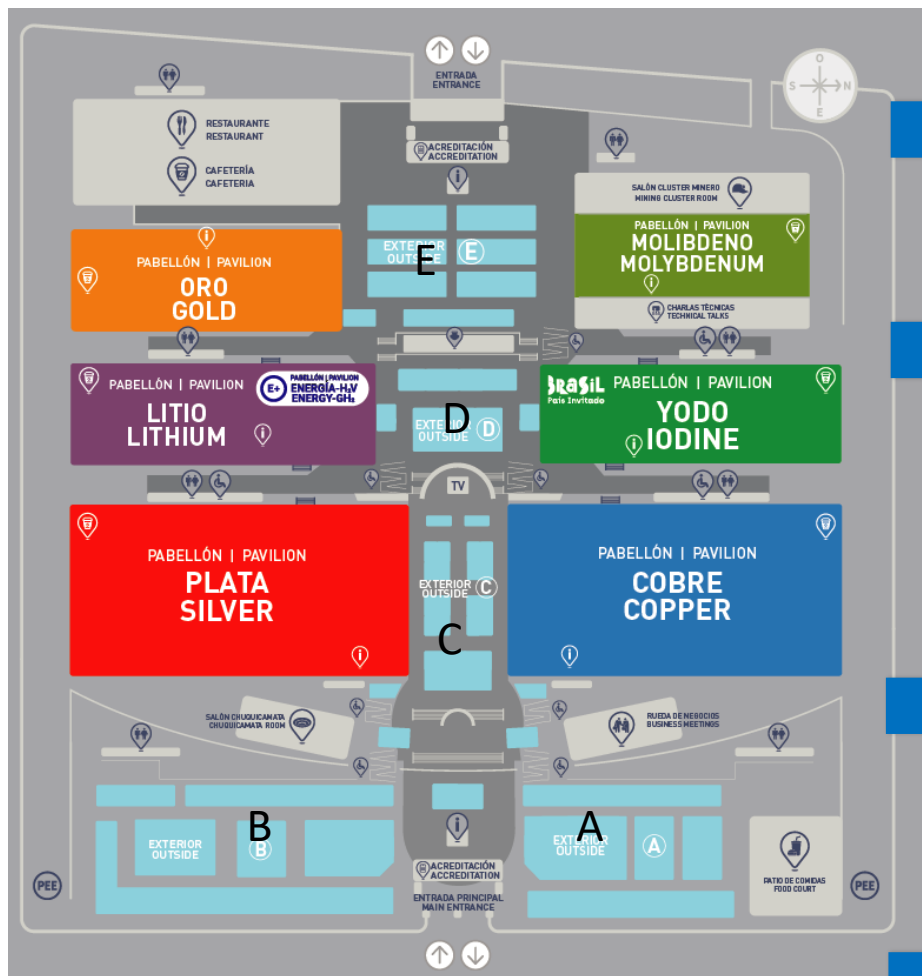 ENTRADA
ENTRANCE
O
S
N
E
RESTAURANTE
RESTAURANT
CAFETERÍA
CAFETERIA
ACREDITACIÓN
ACCREDITATION
i
SALÓN CLUSTER MINERO
MINING CLUSTER ROOM
PABELLÓN | PAVILION
ORO
GOLD
i
EXTERIOR
OUTSIDE
E
E
PABELLÓN | PAVILION
MOLIBDENO
MOLYBDENUM
i
CHARLAS TÉCNICAS
TECHNICAL TALKS
PABELLÓN | PAVILION
LITIO
LITHIUM
i
E+
PABELLÓN | PAVILION
ENERGÍA-H₂V
ENERGY-GH₂
EXTERIOR
OUTSIDE
D
D
BRASIL
País Invitado
PABELLÓN | PAVILION
YODO
IODINE
i
TV
PABELLÓN | PAVILION
PLATA
SILVER
i
EXTERIOR
OUTSIDE
C
C
PABELLÓN | PAVILION
COBRE
COPPER
i
SALÓN CHUQUICAMATA
CHUQUICAMATA ROOM
RUEDA DE NEGOCIOS
BUSINESS MEETINGS
EXTERIOR
OUTSIDE
B
B
i
EXTERIOR
OUTSIDE
A
A
ACREDITACIÓN
ACCREDITATION
PATIO DE COMIDAS
FOOD COURT
PEE
ENTRADA PRINCIPAL
MAIN ENTRANCE
PEE